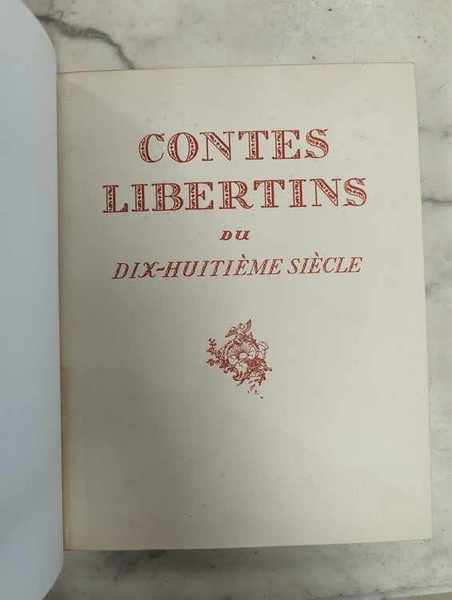 CONTES
LIBERTINS
DU
DIX-HUITIÈME SIÈCLE